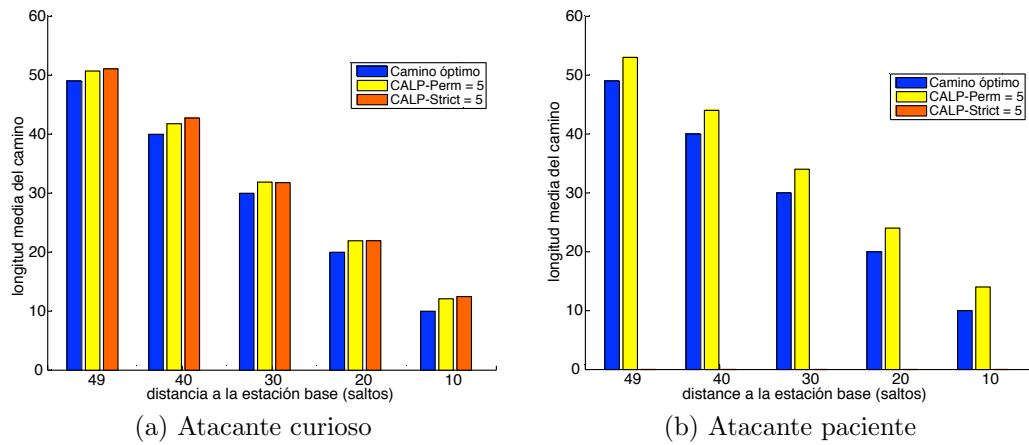 60
50
40
30
20
10
0
longitud media del camino
Camino óptimo
CALP-Perm = 5
CALP-Strict = 5
49 40 30 20 10
distancia a la estación base (saltos)
(a) Atacante curioso
60
50
40
30
20
10
0
longitud media del camino
Camino óptimo
CALP-Perm = 5
CALP-Strict = 5
49 40 30 20 10
distance a la estación base (saltos)
(b) Atacante paciente